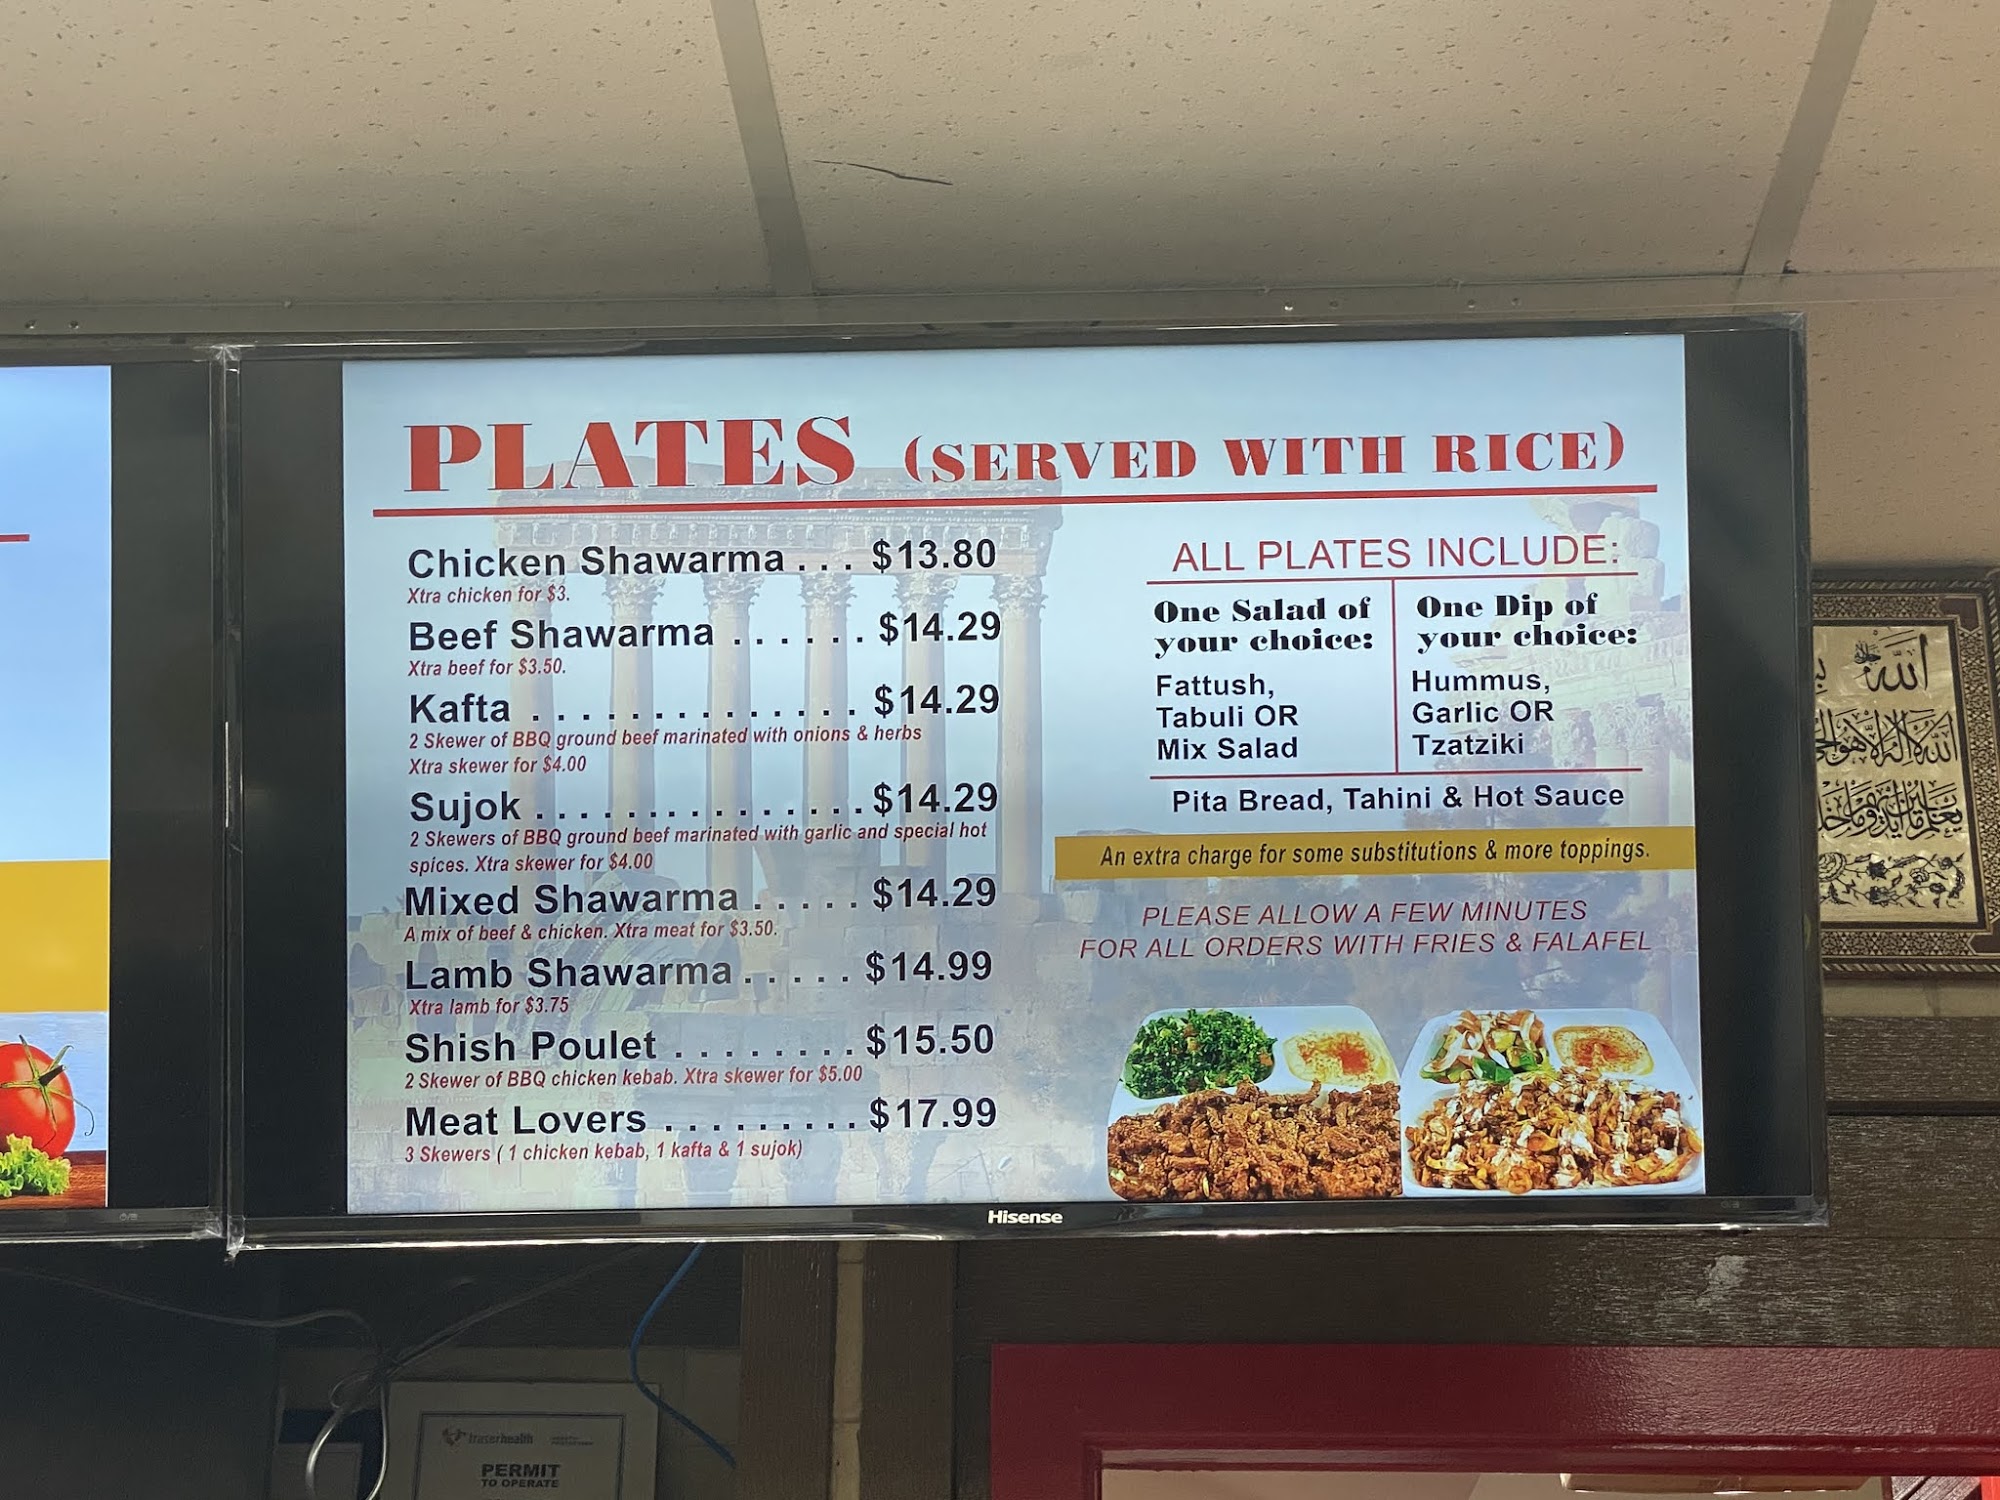 PLATES (SERVED WITH RICE)
Chicken Shawarma . . . $13.80
Xtra chicken for $3.
Beef Shawarma . . . . . . $14.29
Xtra beef for $3.50.
Kafta . . . . . . . . . . . . . . $14.29
2 Skewer of BBQ ground beef marinated with onions & herbs
Xtra skewer for $4.00
Sujok . . . . . . . . . . . . . . . $14.29
2 Skewers of BBQ ground beef marinated with garlic and special hot
spices. Xtra skewer for $4.00
Mixed Shawarma . . . . . $14.29
A mix of beef & chicken. Xtra meat for $3.50.
Lamb Shawarma . . . . . $14.99
Xtra lamb for $3.75
Shish Poulet . . . . . . . . $15.50
2 Skewer of BBQ chicken kebab. Xtra skewer for $5.00
Meat Lovers . . . . . . . . . $17.99
3 Skewers ( 1 chicken kebab, 1 kafta & 1 sujok)
ALL PLATES INCLUDE:
One Salad of
your choice:
Fattush,
Tabuli OR
Mix Salad
One Dip of
your choice:
Hummus,
Garlic OR
Tzatziki
Pita Bread, Tahini & Hot Sauce
An extra charge for some substitutions & more toppings.
PLEASE ALLOW A FEW MINUTES
FOR ALL ORDERS WITH FRIES & FALAFEL
Hisense
الله
fraserhealth
PERMIT
TO OPERATE